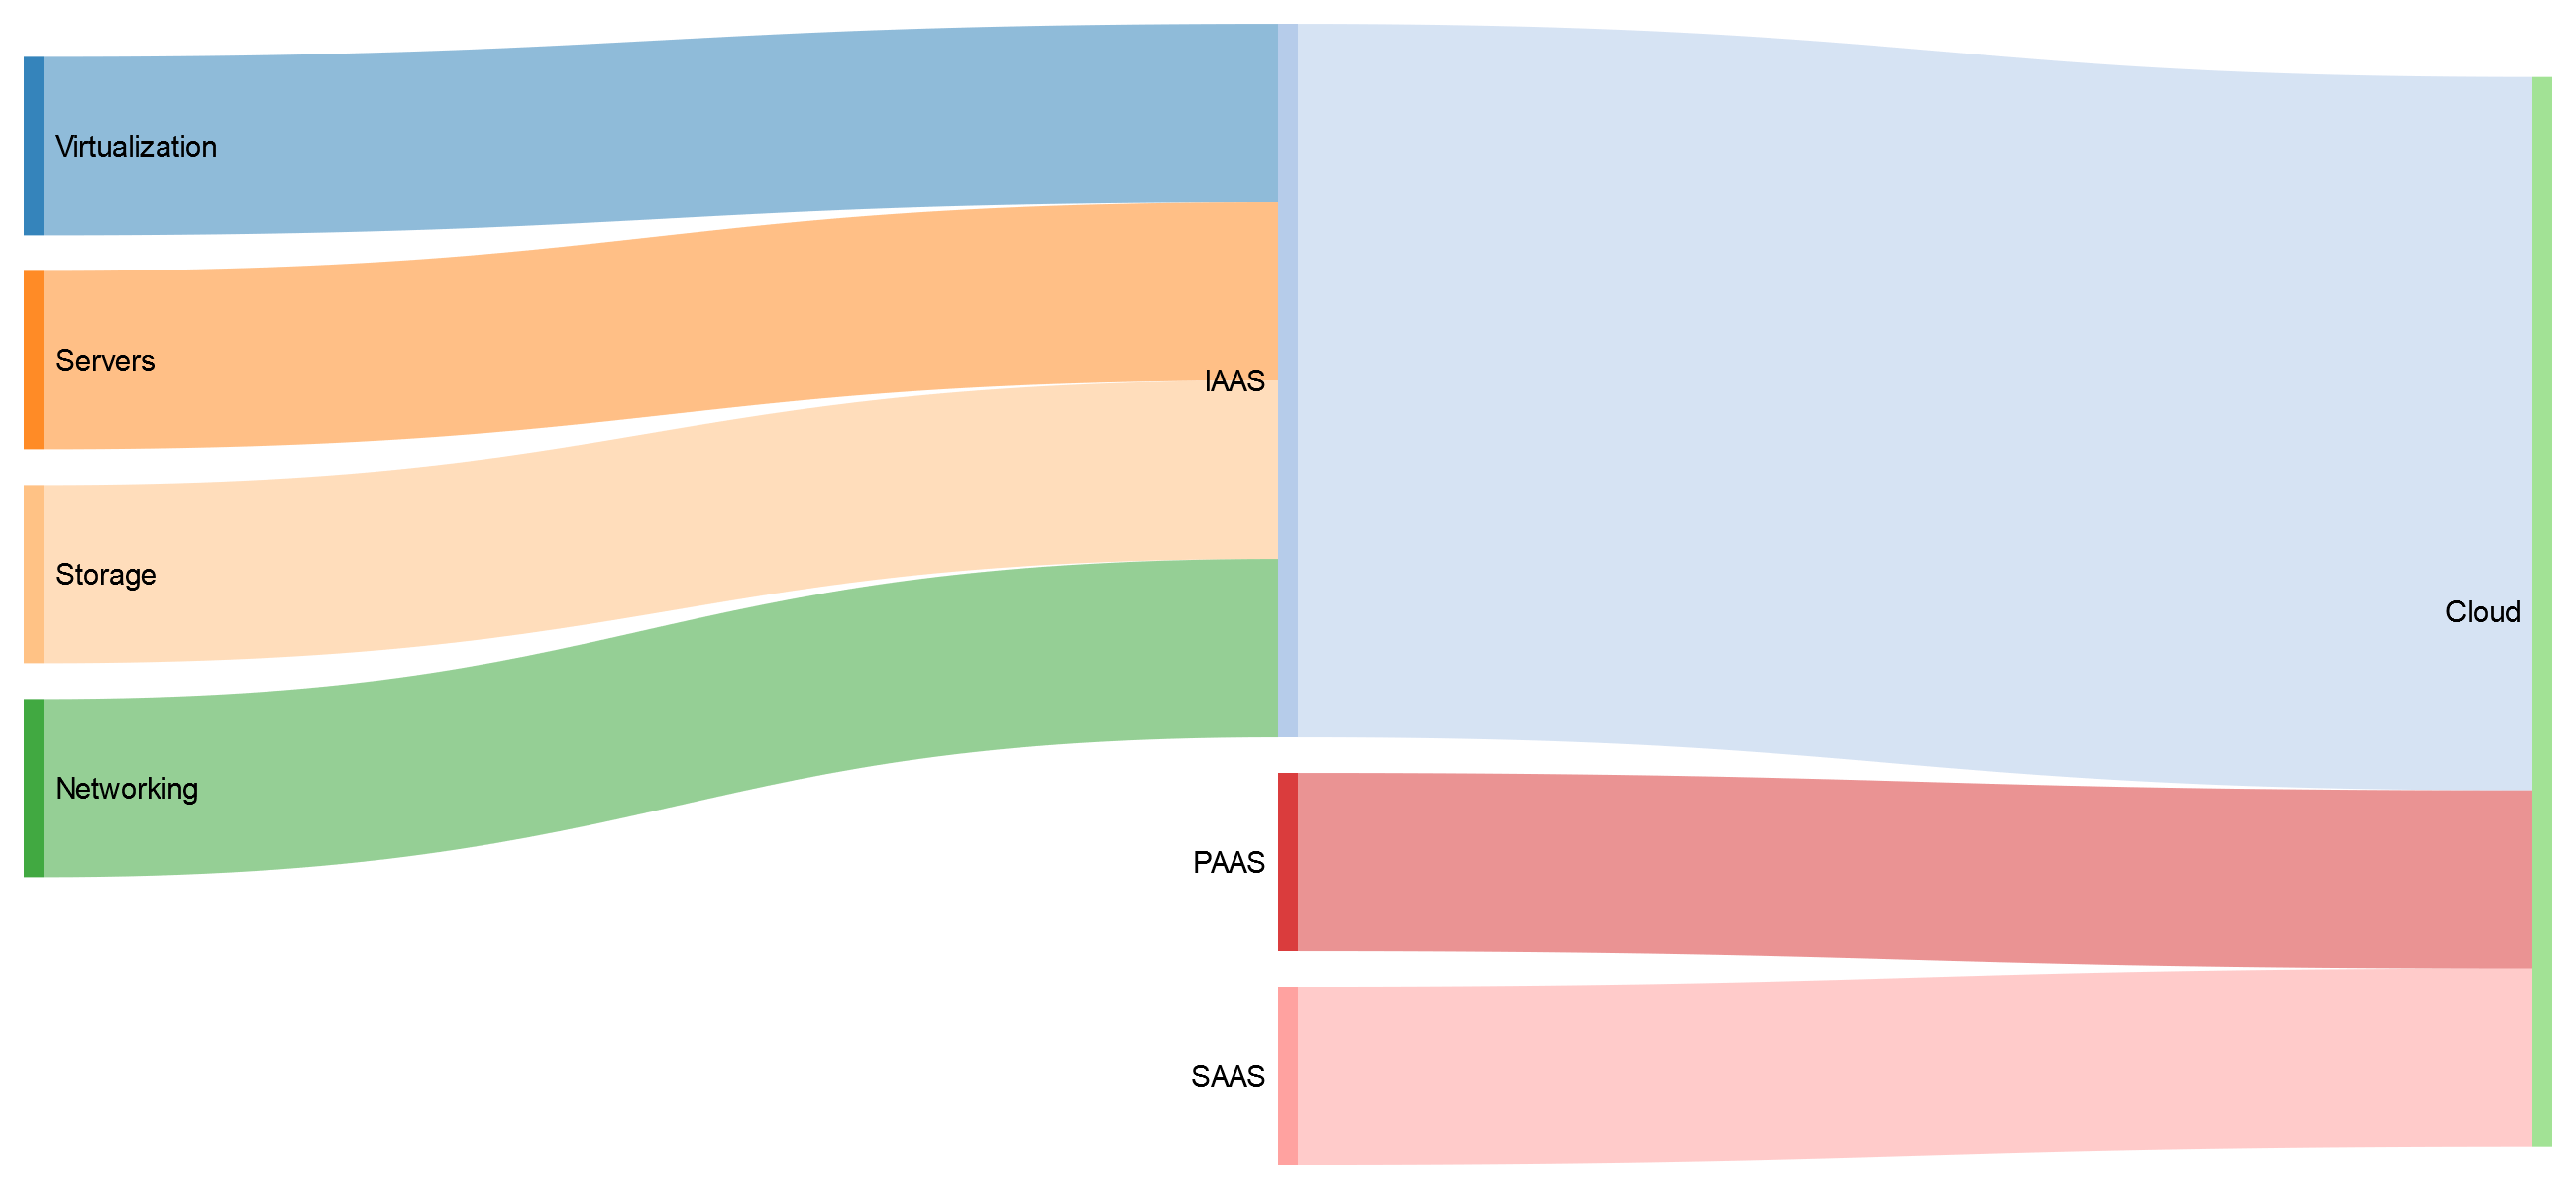 Virtualization
Servers
Storage
Networking
IAAS
PAAS
SAAS
Cloud